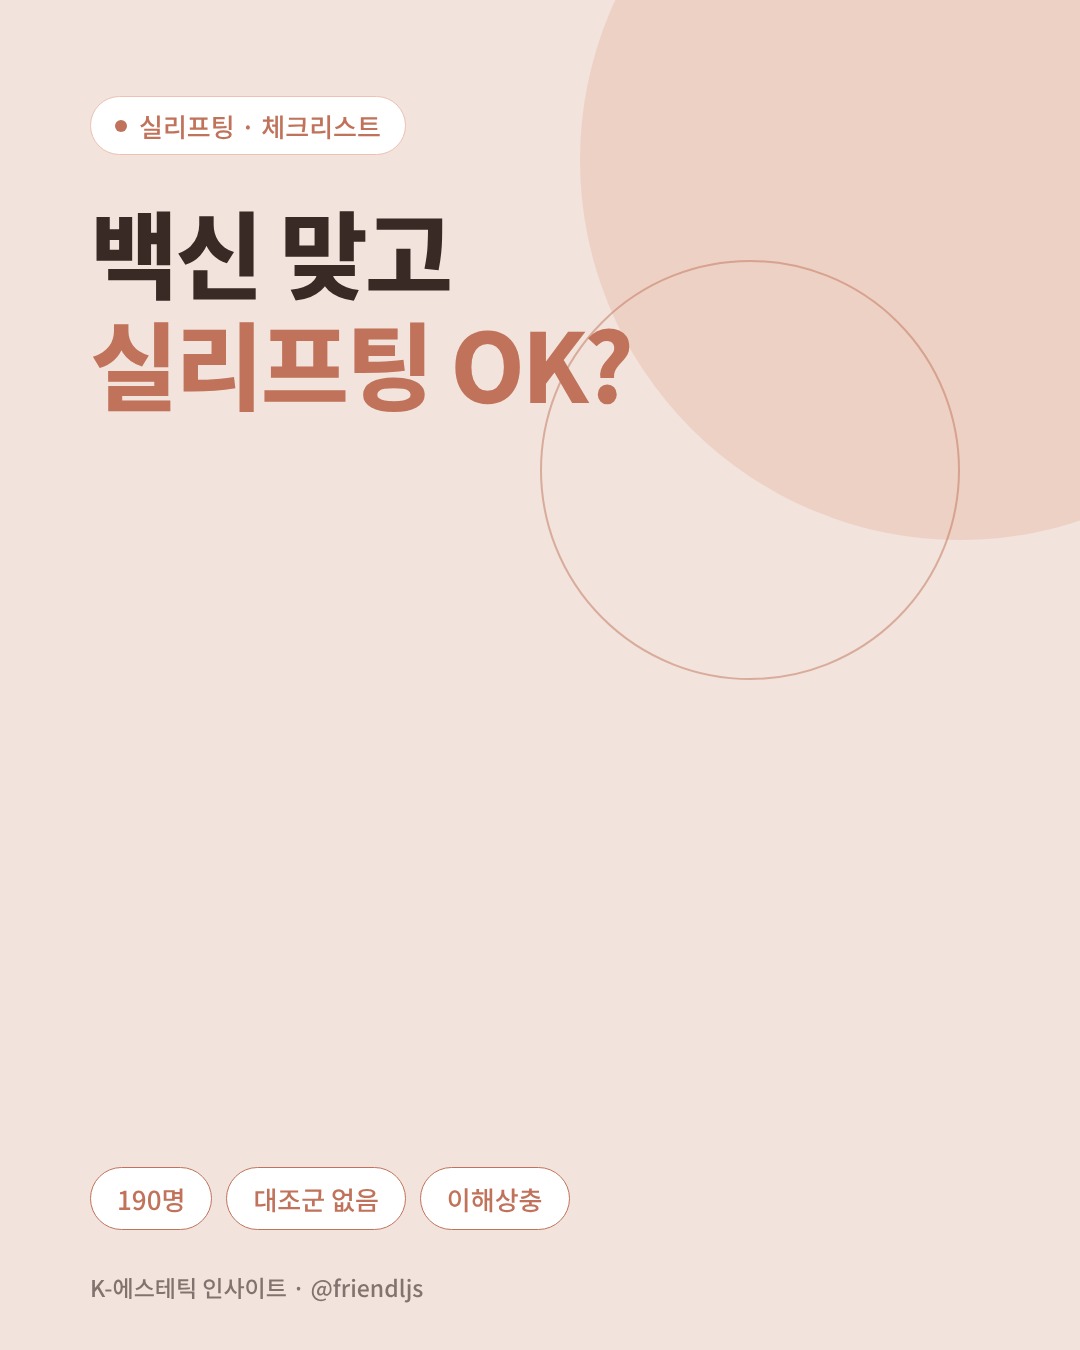 실리프팅 · 체크리스트
백신 맞고
실리프팅 OK?
190명
대조군 없음
이해상충
K-에스테틱 인사이트 · @friendljs